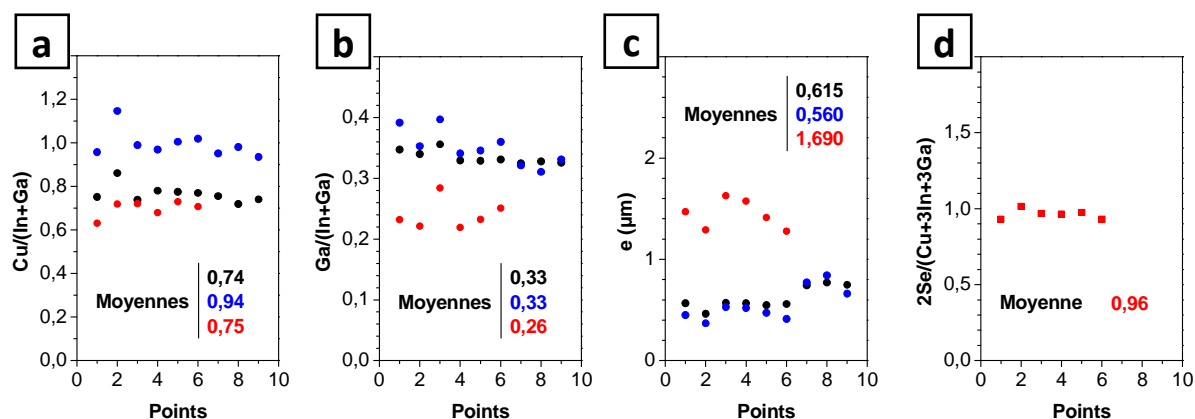 a
Cu/(In+Ga)
1,2
1,0
0,8
0,6
0,4
0,2
0,0
Moyennes
0,74
0,94
0,75
0 2 4 6 8 10
Points
b
Ga/(In+Ga)
0,4
0,3
0,2
0,1
0,0
Moyennes
0,33
0,33
0,26
0 2 4 6 8 10
Points
c
e (µm)
2
1
0
Moyennes
0,615
0,560
1,690
0 2 4 6 8 10
Points
d
2Se/(Cu+3In+3Ga)
1,5
1,0
0,5
0,0
Moyenne 0,96
0 2 4 6 8 10
Points